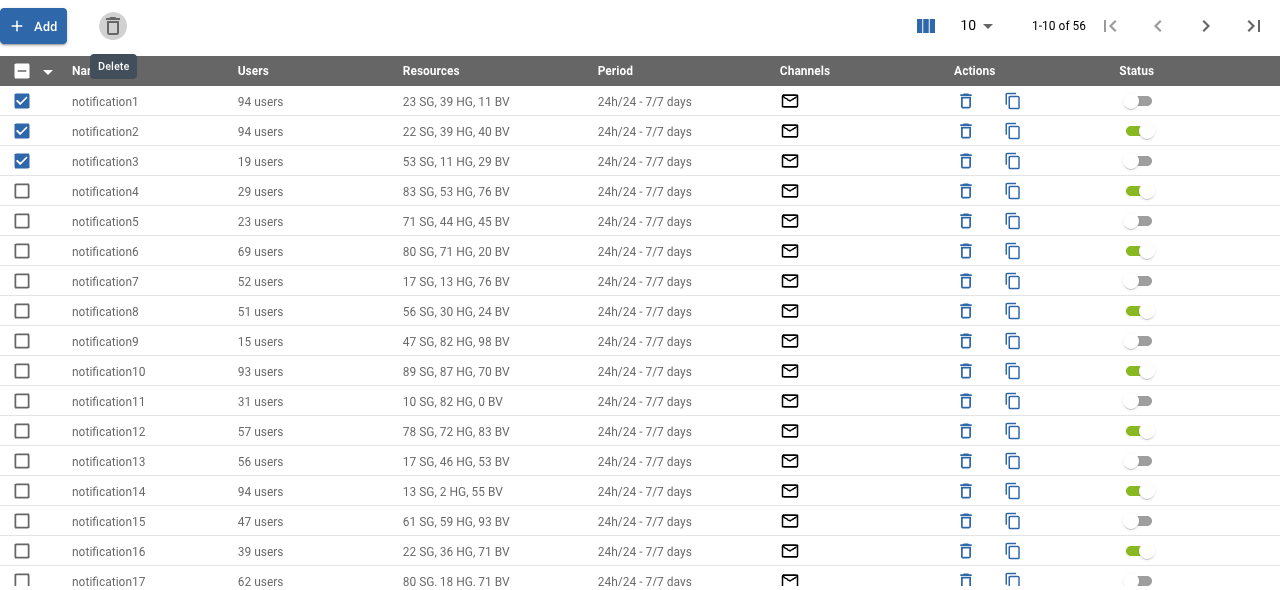 Add
10
1-10 of 56
Delete
Users Resources Period Channels Actions Status
notification1 94 users 23 SG, 39 HG, 11 BV 24h/24 - 7/7 days
notification2 94 users 22 SG, 39 HG, 40 BV 24h/24 - 7/7 days
notification3 19 users 53 SG, 11 HG, 29 BV 24h/24 - 7/7 days
notification4 29 users 83 SG, 53 HG, 76 BV 24h/24 - 7/7 days
notification5 23 users 71 SG, 44 HG, 45 BV 24h/24 - 7/7 days
notification6 69 users 80 SG, 71 HG, 20 BV 24h/24 - 7/7 days
notification7 52 users 17 SG, 13 HG, 76 BV 24h/24 - 7/7 days
notification8 51 users 56 SG, 30 HG, 24 BV 24h/24 - 7/7 days
notification9 15 users 47 SG, 82 HG, 98 BV 24h/24 - 7/7 days
notification10 93 users 89 SG, 87 HG, 70 BV 24h/24 - 7/7 days
notification11 31 users 10 SG, 82 HG, 0 BV 24h/24 - 7/7 days
notification12 57 users 78 SG, 72 HG, 83 BV 24h/24 - 7/7 days
notification13 56 users 17 SG, 46 HG, 53 BV 24h/24 - 7/7 days
notification14 94 users 13 SG, 2 HG, 55 BV 24h/24 - 7/7 days
notification15 47 users 61 SG, 59 HG, 93 BV 24h/24 - 7/7 days
notification16 39 users 22 SG, 36 HG, 71 BV 24h/24 - 7/7 days
notification17 62 users 80 SG, 18 HG, 71 BV 24h/24 - 7/7 days